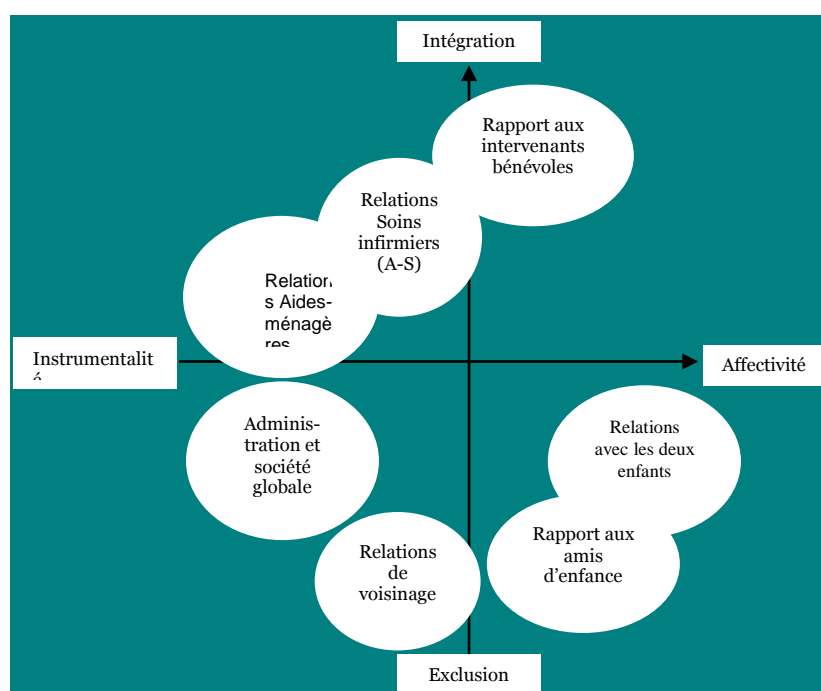 Intégration
Rapport aux
intervenants
bénévoles
Relations
Soins
infirmiers
(A-S)
Relation
s Aides-
ménagè
res
Instrumentalit
é
Affectivité
Adminis-
tration et
société
globale
Relations
avec les deux
enfants
Rapport aux
amis
d'enfance
Relations
de
voisinage
Exclusion